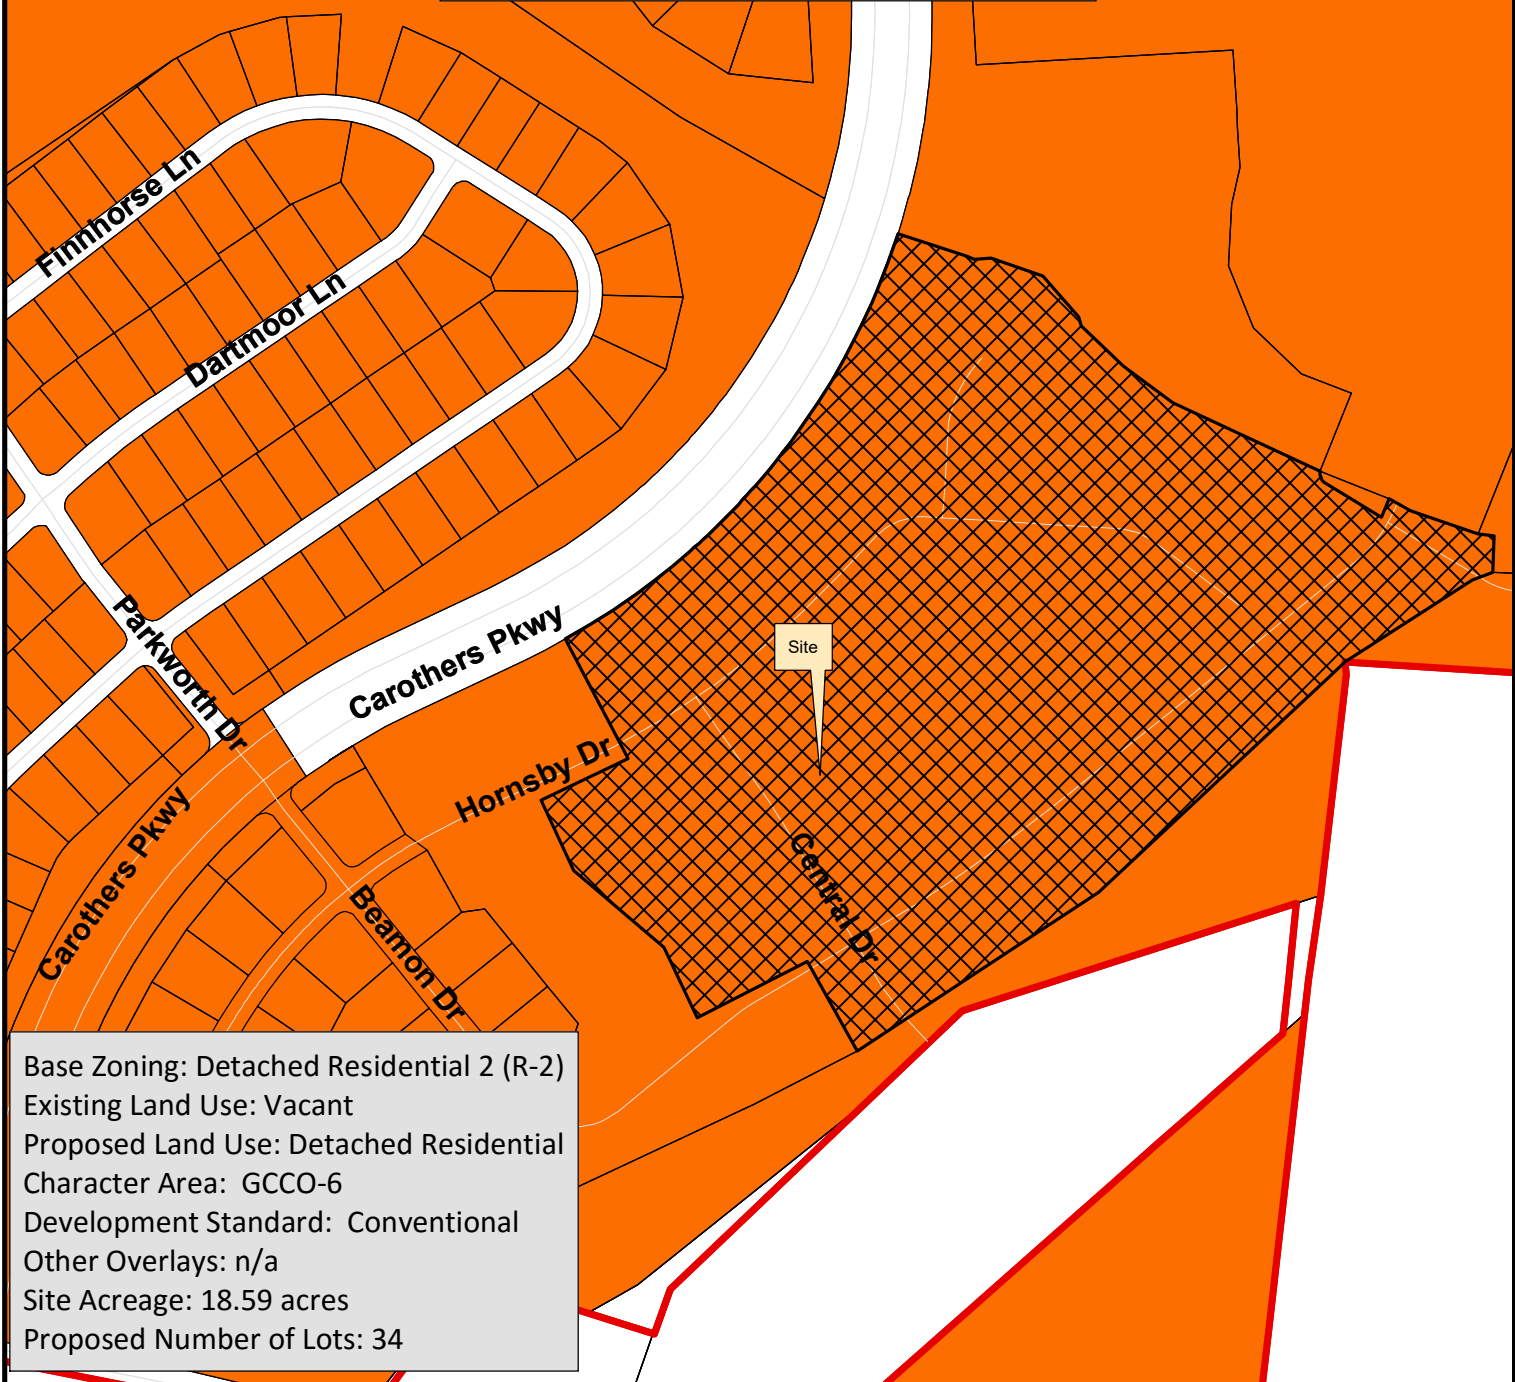 Finnhorse Ln
Dartmoor Ln
Parkworth Dr
Carothers Pkwy
Site
Hornsby Dr
Carothers Pkwy
Central Dr
Beamon Dr
Base Zoning: Detached Residential 2 (R-2)
Existing Land Use: Vacant
Proposed Land Use: Detached Residential
Character Area: GCCO-6
Development Standard: Conventional
Other Overlays: n/a
Site Acreage: 18.59 acres
Proposed Number of Lots: 34